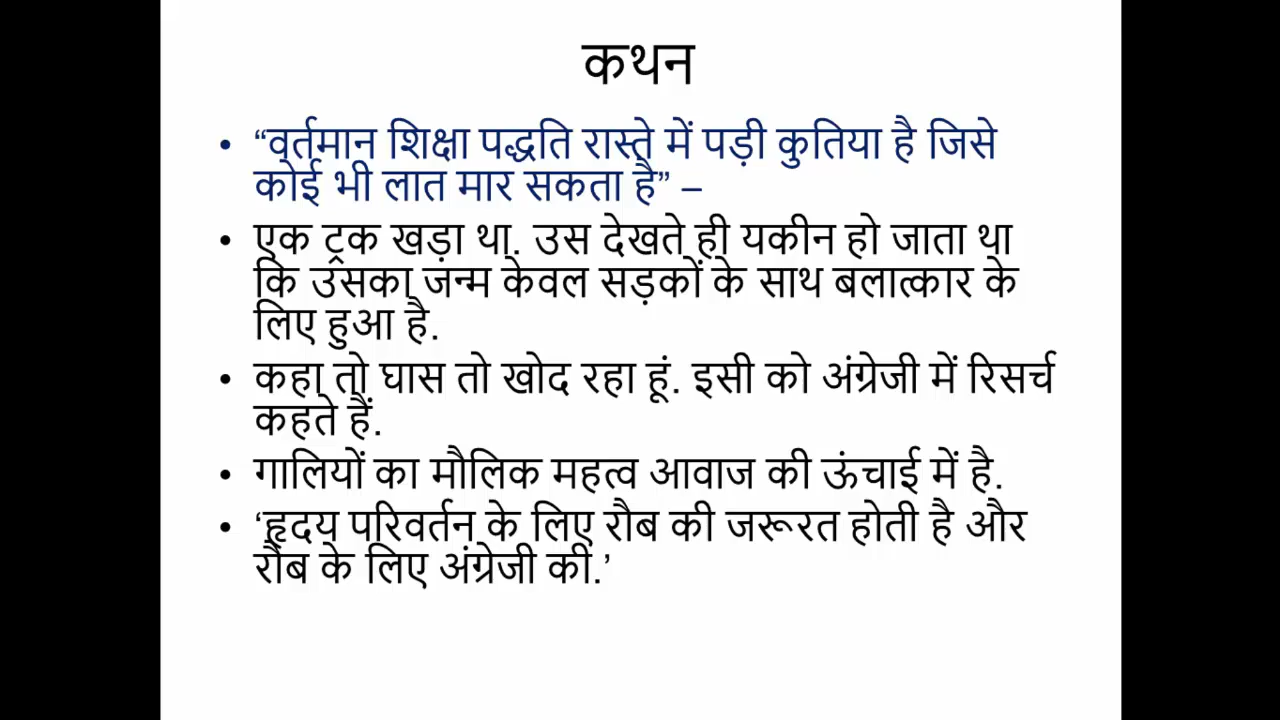 कथन
• “वर्तमान शिक्षा पद्धति रास्ते में पड़ी कुतिया है जिसे
कोई भी लात मार सकता है” –
• एक ट्रक खड़ा था. उस देखते ही यकीन हो जाता था
कि उसका जन्म केवल सड़कों के साथ बलात्कार के
लिए हुआ है.
• कहा तो घास तो खोद रहा हूं. इसी को अंग्रेजी में रिसर्च
कहते हैं.
• गालियों का मौलिक महत्व आवाज की ऊंचाई में है.
• ‘हृदय परिवर्तन के लिए रौब की जरूरत होती है और
रौब के लिए अंग्रेजी की.’